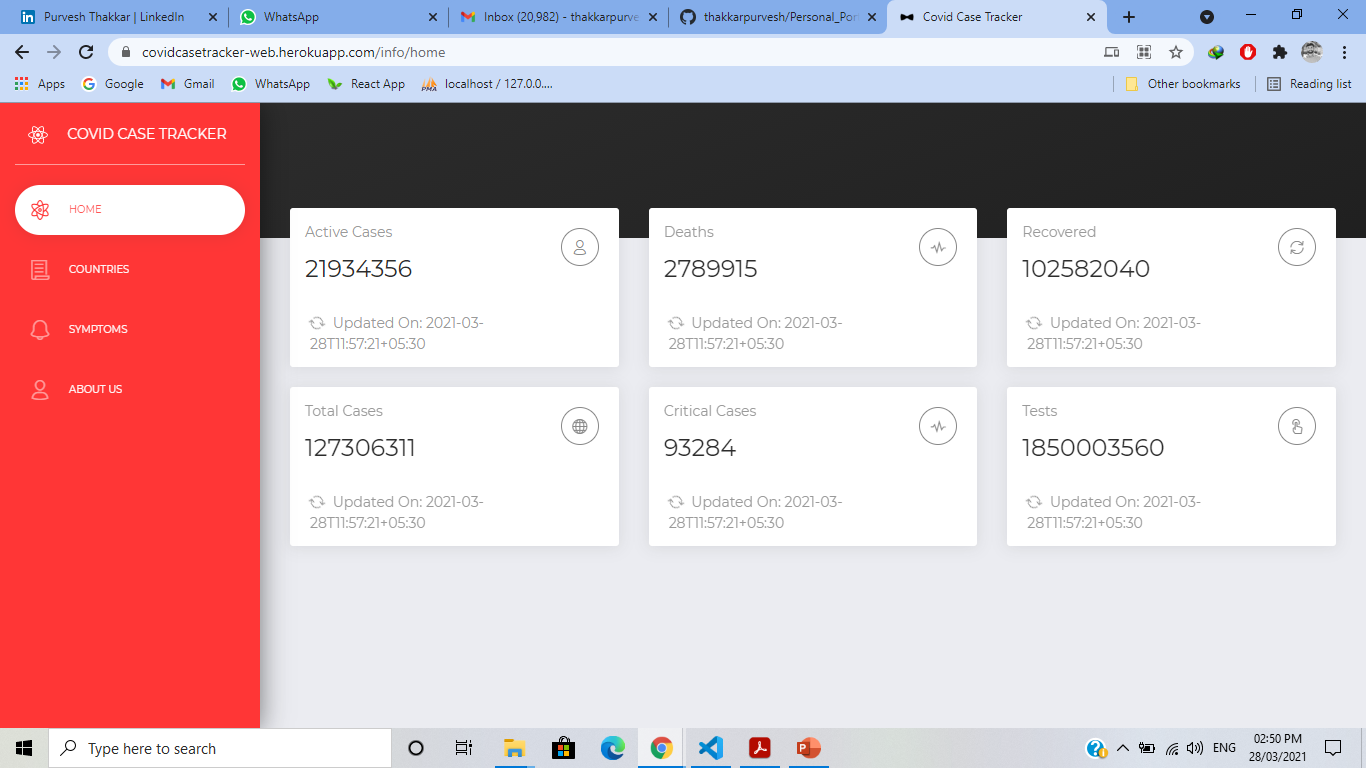 Purvesh Thakkar | LinkedIn
WhatsApp
Inbox (20,982) - thakkarpurve
thakkarpurvesh/Personal_Por
Covid Case Tracker
covidcasetracker-web.herokuapp.com/info/home
Apps
Google
Gmail
WhatsApp
React App
localhost / 127.0.0....
Other bookmarks
Reading list
COVID CASE TRACKER
HOME
COUNTRIES
SYMPTOMS
ABOUT US
Active Cases
21934356
Updated On: 2021-03-
28T11:57:21+05:30
Deaths
2789915
Updated On: 2021-03-
28T11:57:21+05:30
Recovered
102582040
Updated On: 2021-03-
28T11:57:21+05:30
Total Cases
127306311
Updated On: 2021-03-
28T11:57:21+05:30
Critical Cases
93284
Updated On: 2021-03-
28T11:57:21+05:30
Tests
1850003560
Updated On: 2021-03-
28T11:57:21+05:30
Type here to search
ENG
02:50 PM
28/03/2021